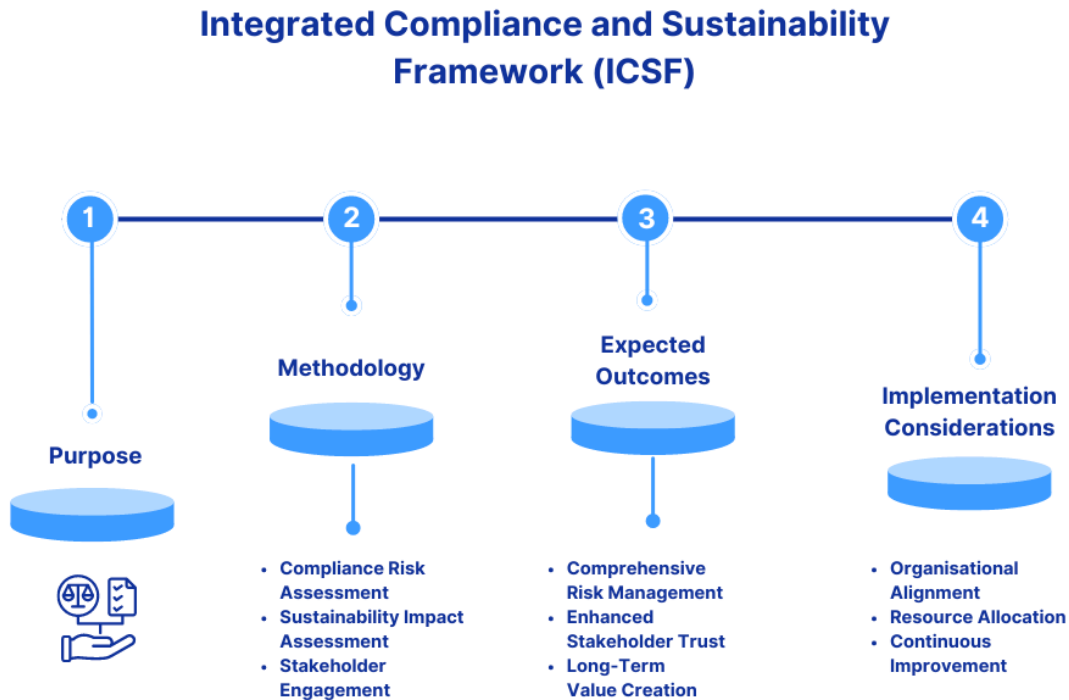 Integrated Compliance and Sustainability
Framework (ICSF)
1
2
3
4
Purpose
Methodology
• Compliance Risk
Assessment
• Sustainability Impact
Assessment
• Stakeholder
Engagement
Expected
Outcomes
• Comprehensive
Risk Management
• Enhanced
Stakeholder Trust
• Long-Term
Value Creation
Implementation
Considerations
• Organisational
Alignment
• Resource Allocation
• Continuous
Improvement